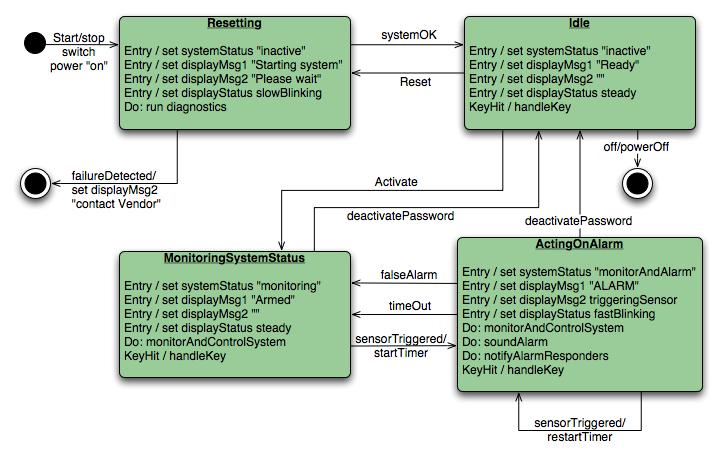 Start/stop
switch
power "on"
Resetting
Entry / set systemStatus "inactive"
Entry / set displayMsg1 "Starting system"
Entry / set displayMsg2 "Please wait"
Entry / set displayStatus slowBlinking
Do: run diagnostics
systemOK
Reset
Idle
Entry / set systemStatus "inactive"
Entry / set displayMsg1 "Ready"
Entry / set displayMsg2 ""
Entry / set displayStatus steady
KeyHit / handleKey
failureDetected/
set displayMsg2
"contact Vendor"
Activate
deactivatePassword
off/powerOff
deactivatePassword
MonitoringSystemStatus
Entry / set systemStatus "monitoring"
Entry / set displayMsg1 "Armed"
Entry / set displayMsg2 ""
Entry / set displayStatus steady
Do: monitorAndControlSystem
KeyHit / handleKey
falseAlarm
timeOut
sensorTriggered/
startTimer
ActingOnAlarm
Entry / set systemStatus "monitorAndAlarm"
Entry / set displayMsg1 "ALARM"
Entry / set displayMsg2 triggeringSensor
Entry / set displayStatus fastBlinking
Do: monitorAndControlSystem
Do: soundAlarm
Do: notifyAlarmResponders
KeyHit / handleKey
sensorTriggered/
restartTimer